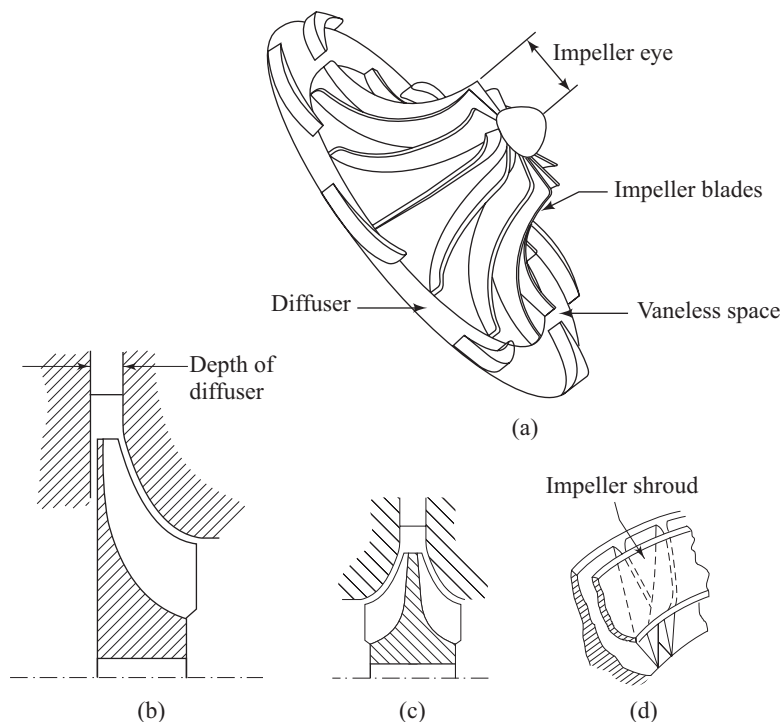 Impeller eye
Impeller blades
Diffuser
Vaneless space
Depth of
diffuser
(a)
Impeller shroud
(b)
(c)
(d)